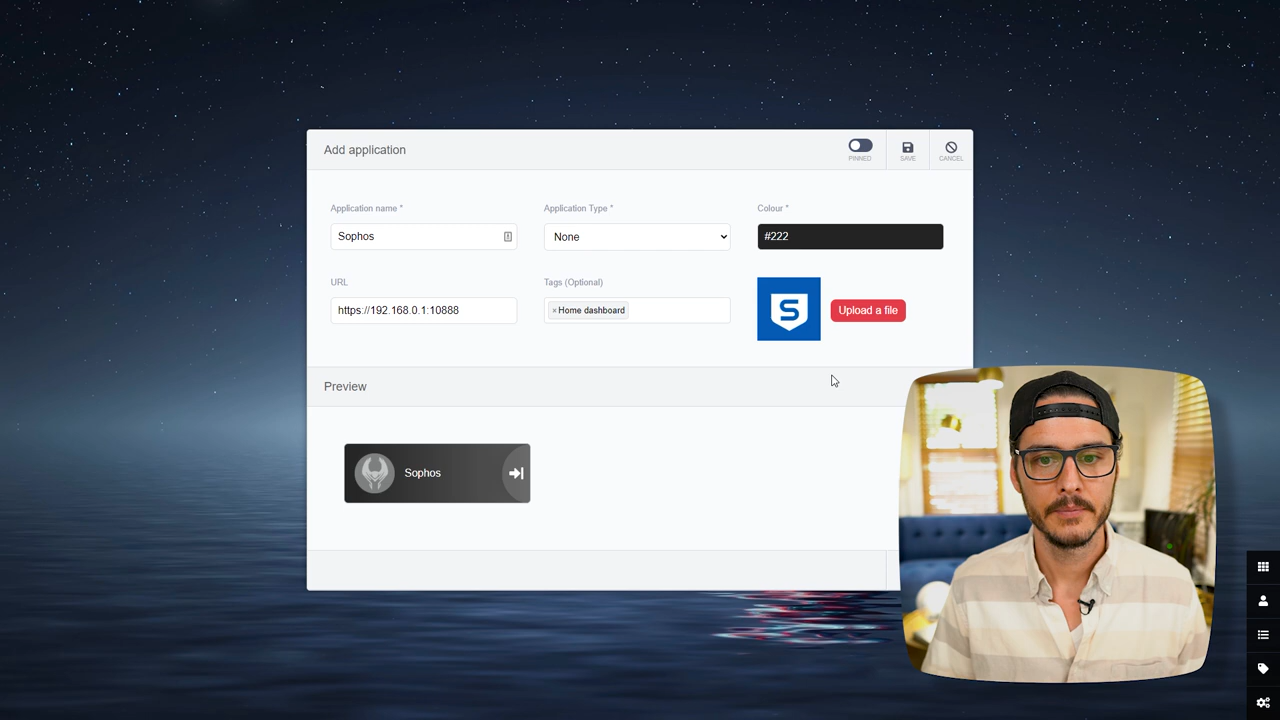 Add application
PINNED
SAVE
CANCEL
Application name *
Application Type *
Colour *
Sophos
None
#222
URL
Tags (Optional)
https://192.168.0.1:10888
× Home dashboard
S
Upload a file
Preview
Sophos